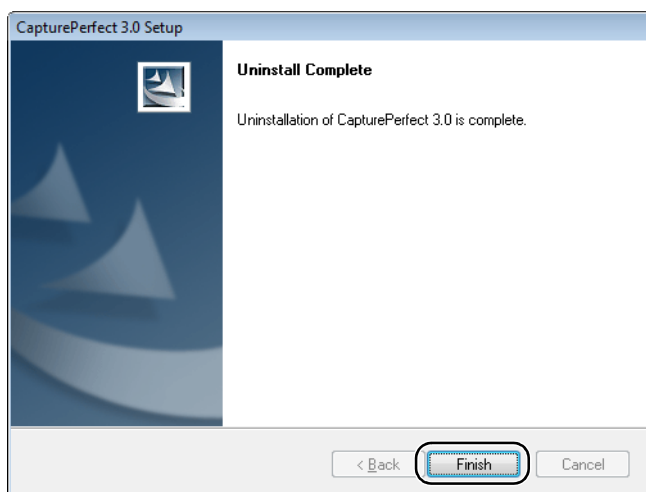 CapturePerfect 3.0 Setup
Uninstall Complete
Uninstallation of CapturePerfect 3.0 is complete.
< Back Finish Cancel